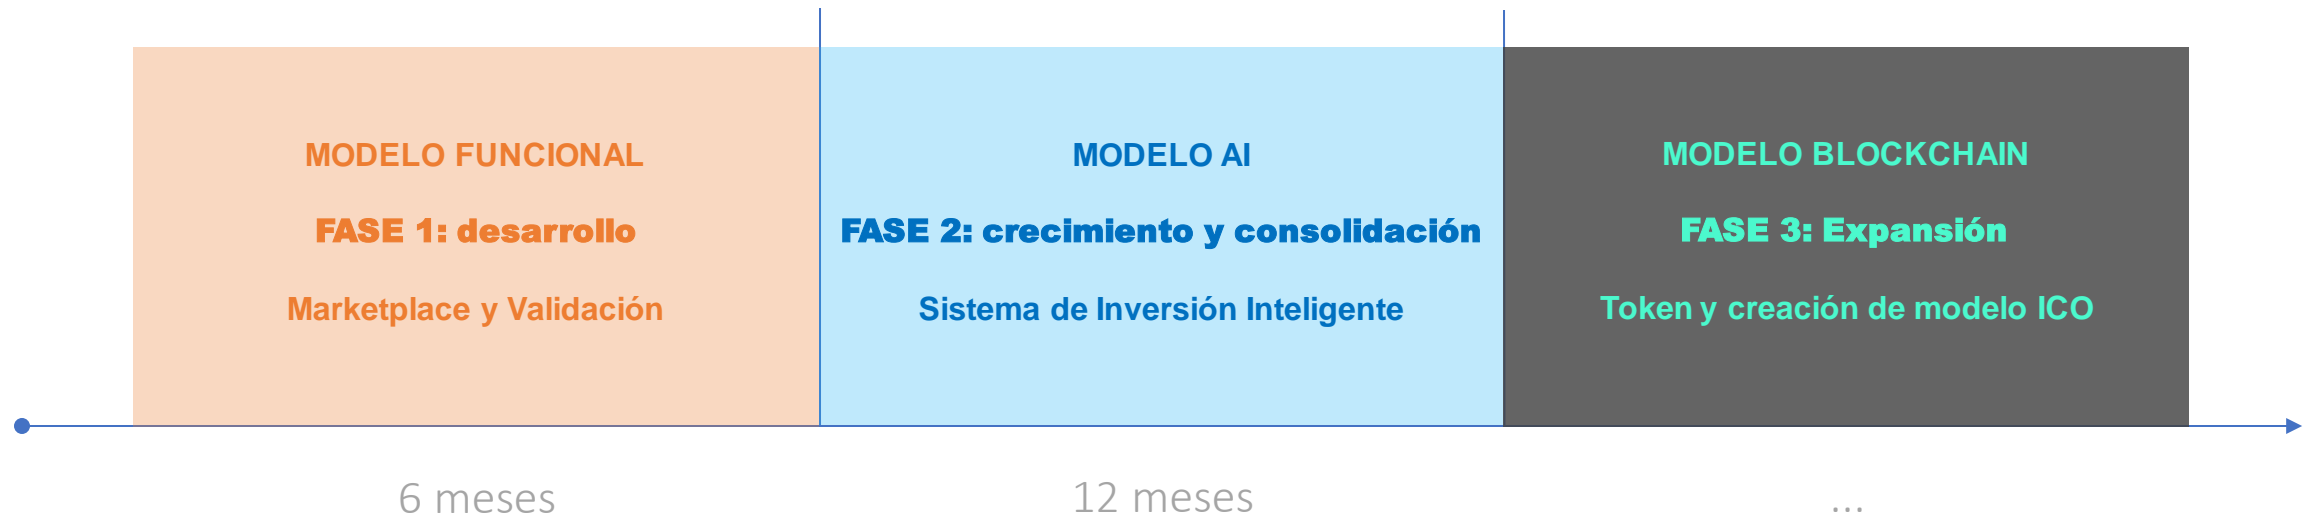 MODELO FUNCIONAL
FASE 1: desarrollo
Marketplace y Validación
MODELO AI
FASE 2: crecimiento y consolidación
Sistema de Inversión Inteligente
MODELO BLOCKCHAIN
FASE 3: Expansión
Token y creación de modelo ICO
6 meses
12 meses
...